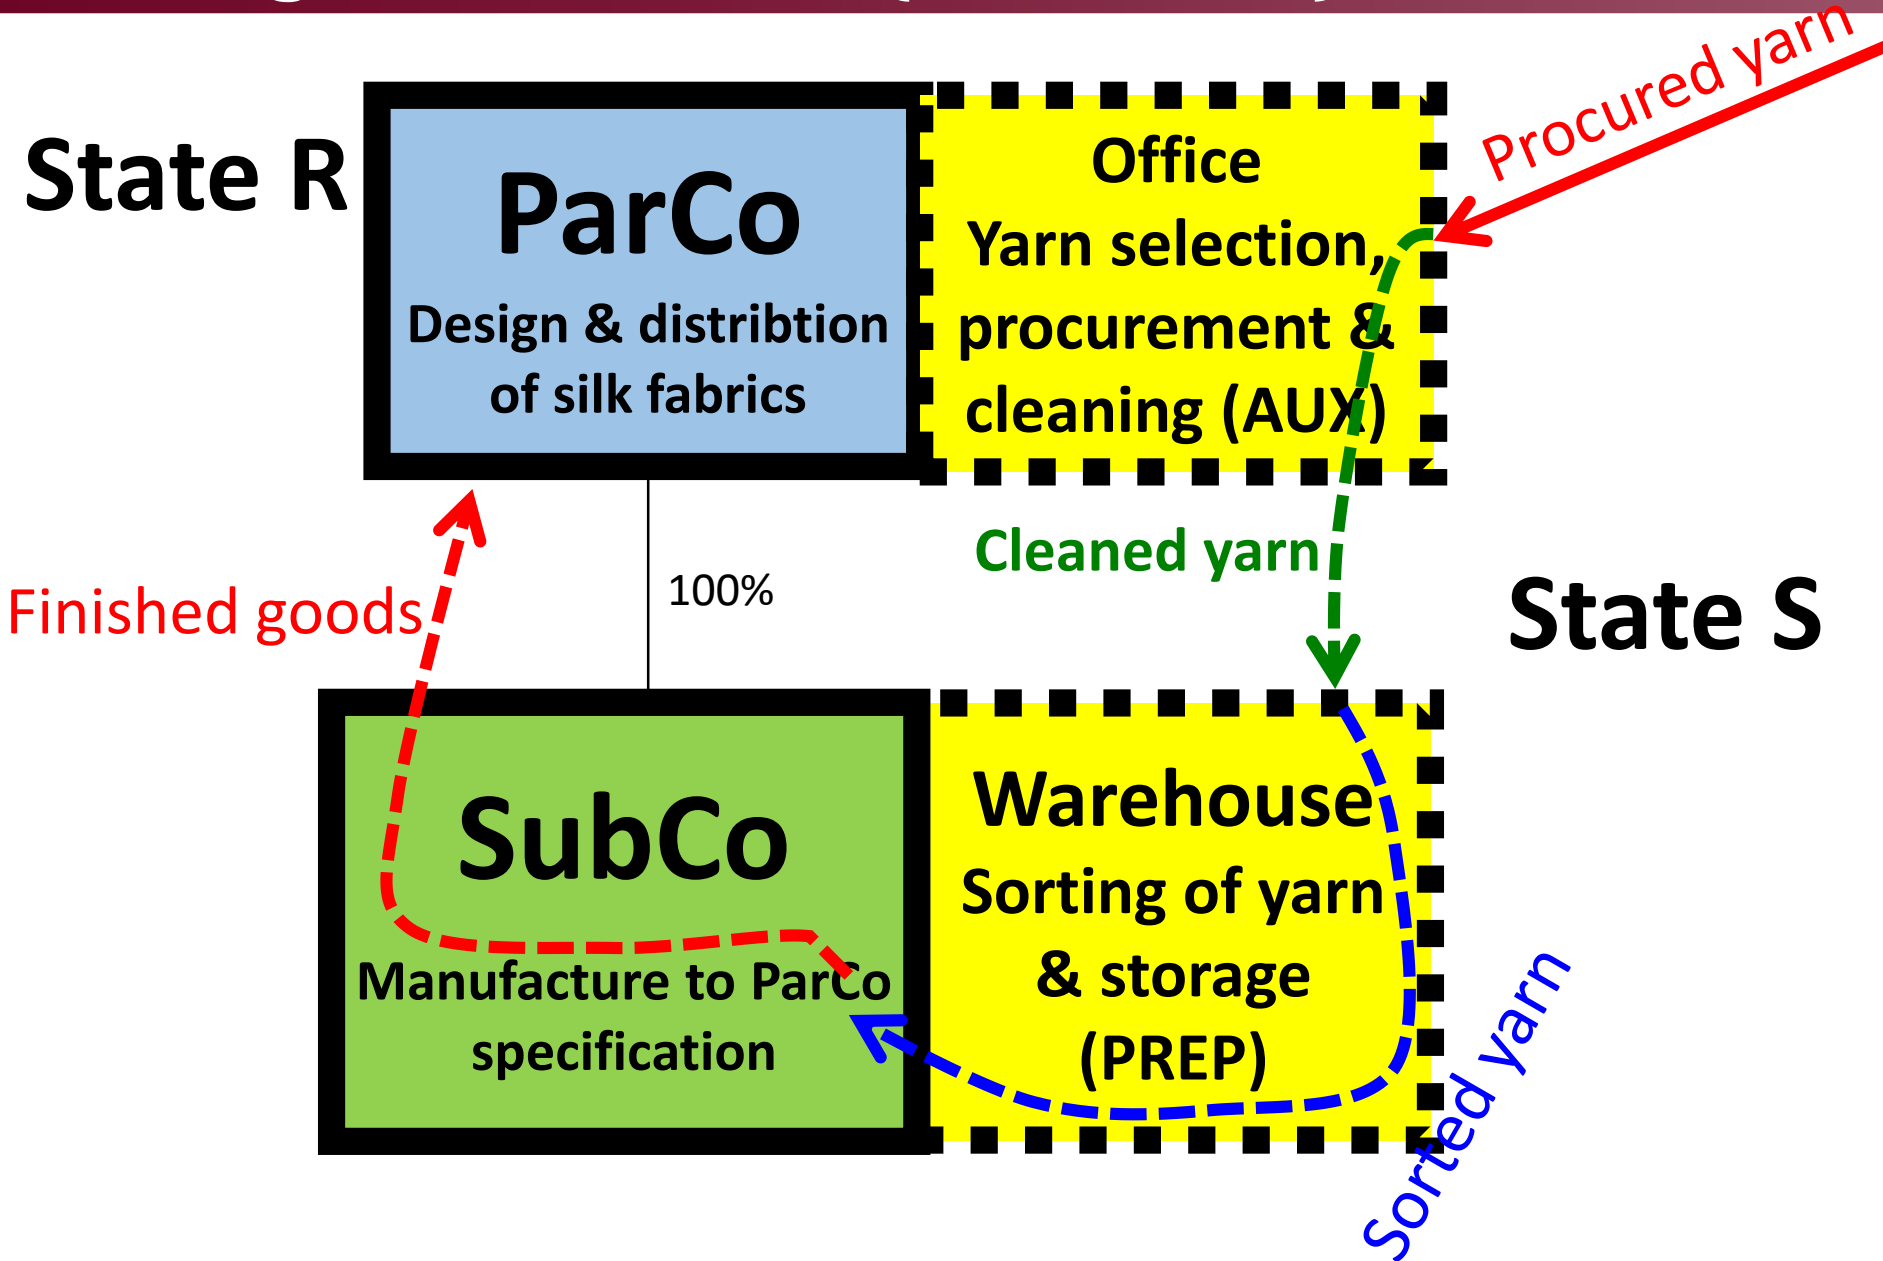 Procured yarn
State R
ParCo
Design & distribtion
of silk fabrics
Office
Yarn selection,
procurement &
cleaning (AUX)
Cleaned yarn
Finished goods
100%
State S
SubCo
Manufacture to ParCo
specification
Warehouse
Sorting of yarn
& storage
(PREP)
Sorted yarn